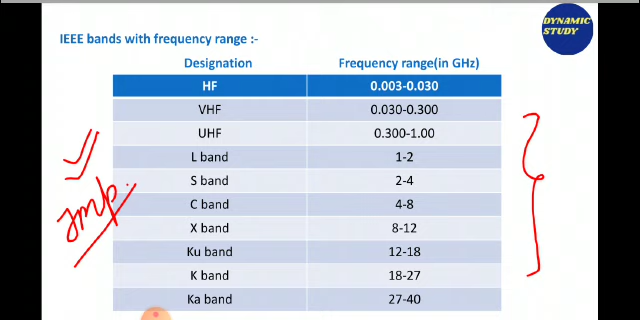 DYNAMIC
STUDY
IEEE bands with frequency range :-
Designation Frequency range(in GHz)
HF 0.003-0.030
VHF 0.030-0.300
UHF 0.300-1.00
L band 1-2
S band 2-4
C band 4-8
X band 8-12
Ku band 12-18
K band 18-27
Ka band 27-40
Imp.